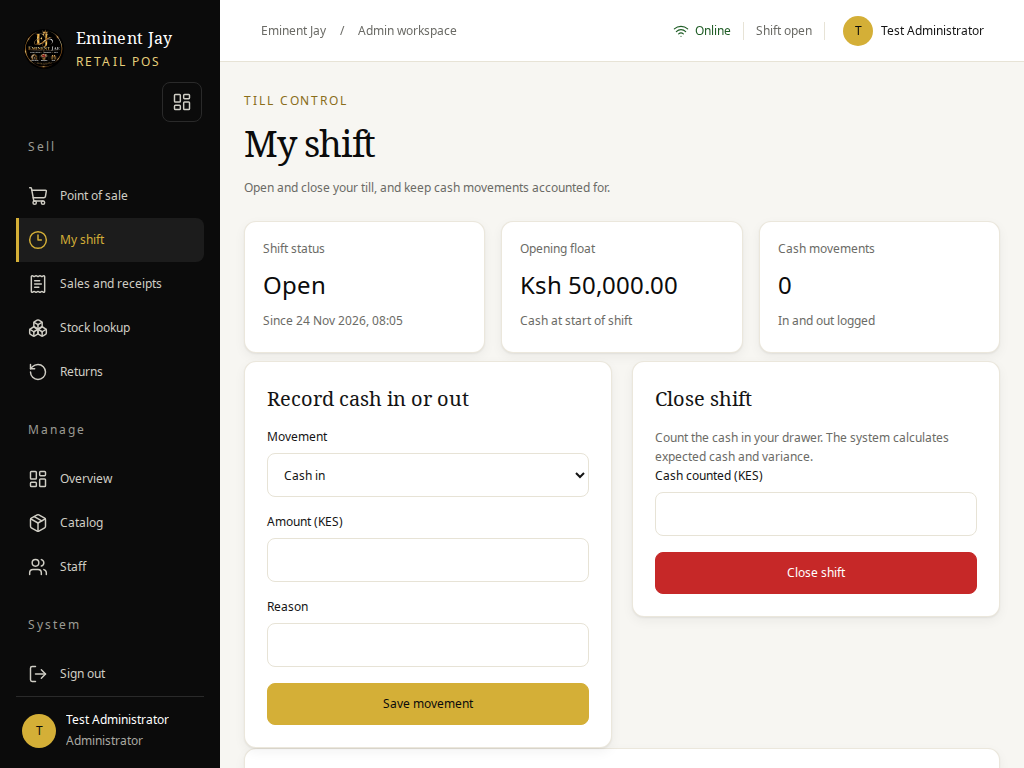 Eminent Jay
RETAIL POS
Sell
Point of sale
My shift
Sales and receipts
Stock lookup
Returns
Manage
Overview
Catalog
Staff
System
Sign out
T
Test Administrator
Administrator
Eminent Jay / Admin workspace
Online
Shift open
T
Test Administrator
TILL CONTROL
My shift
Open and close your till, and keep cash movements accounted for.
Shift status
Open
Since 24 Nov 2026, 08:05
Opening float
Ksh 50,000.00
Cash at start of shift
Cash movements
0
In and out logged
Record cash in or out
Movement
Cash in
Amount (KES)
Reason
Save movement
Close shift
Count the cash in your drawer. The system calculates
expected cash and variance.
Cash counted (KES)
Close shift